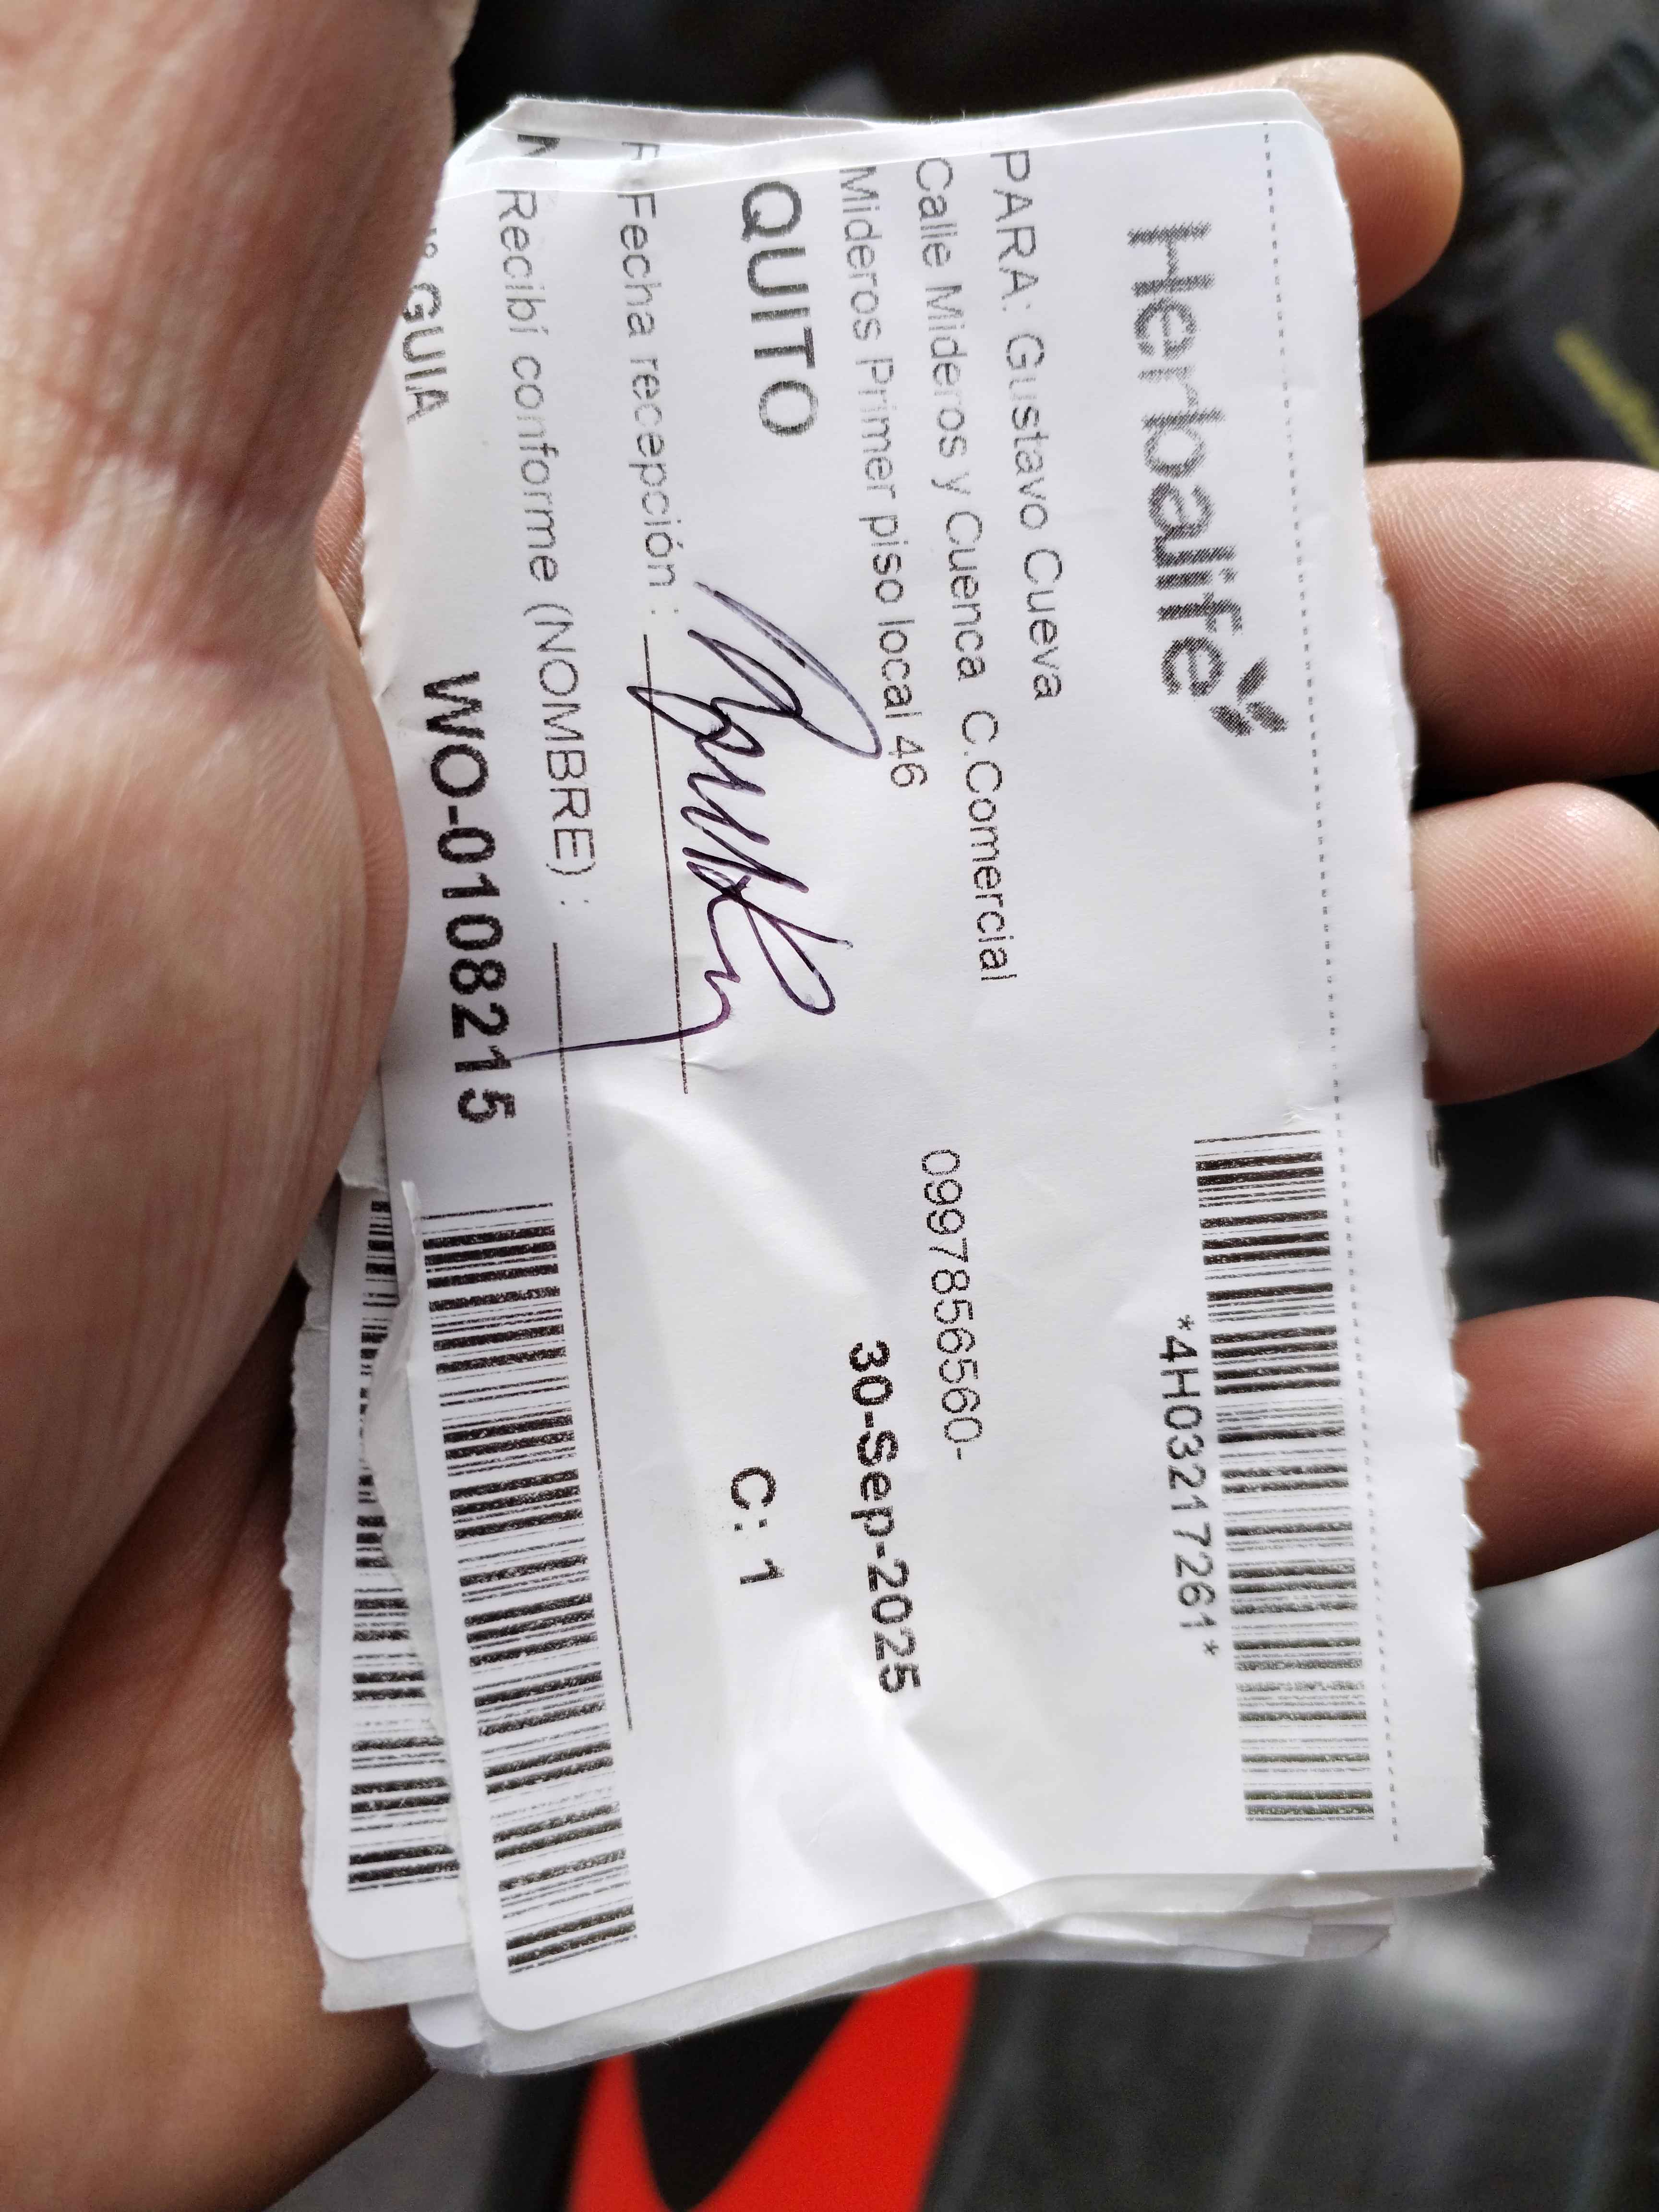 Herbalife
*4H03217261*
PARA: Gustavo Cueva
Calle Mideros y Cuenca C.Comercial
0997856560-
Mideros Primer piso local 46
30-Sep-2025
QUITO
C: 1
Fecha recepción :
Recibí conforme (NOMBRE) :
GUIA
WO-0108215